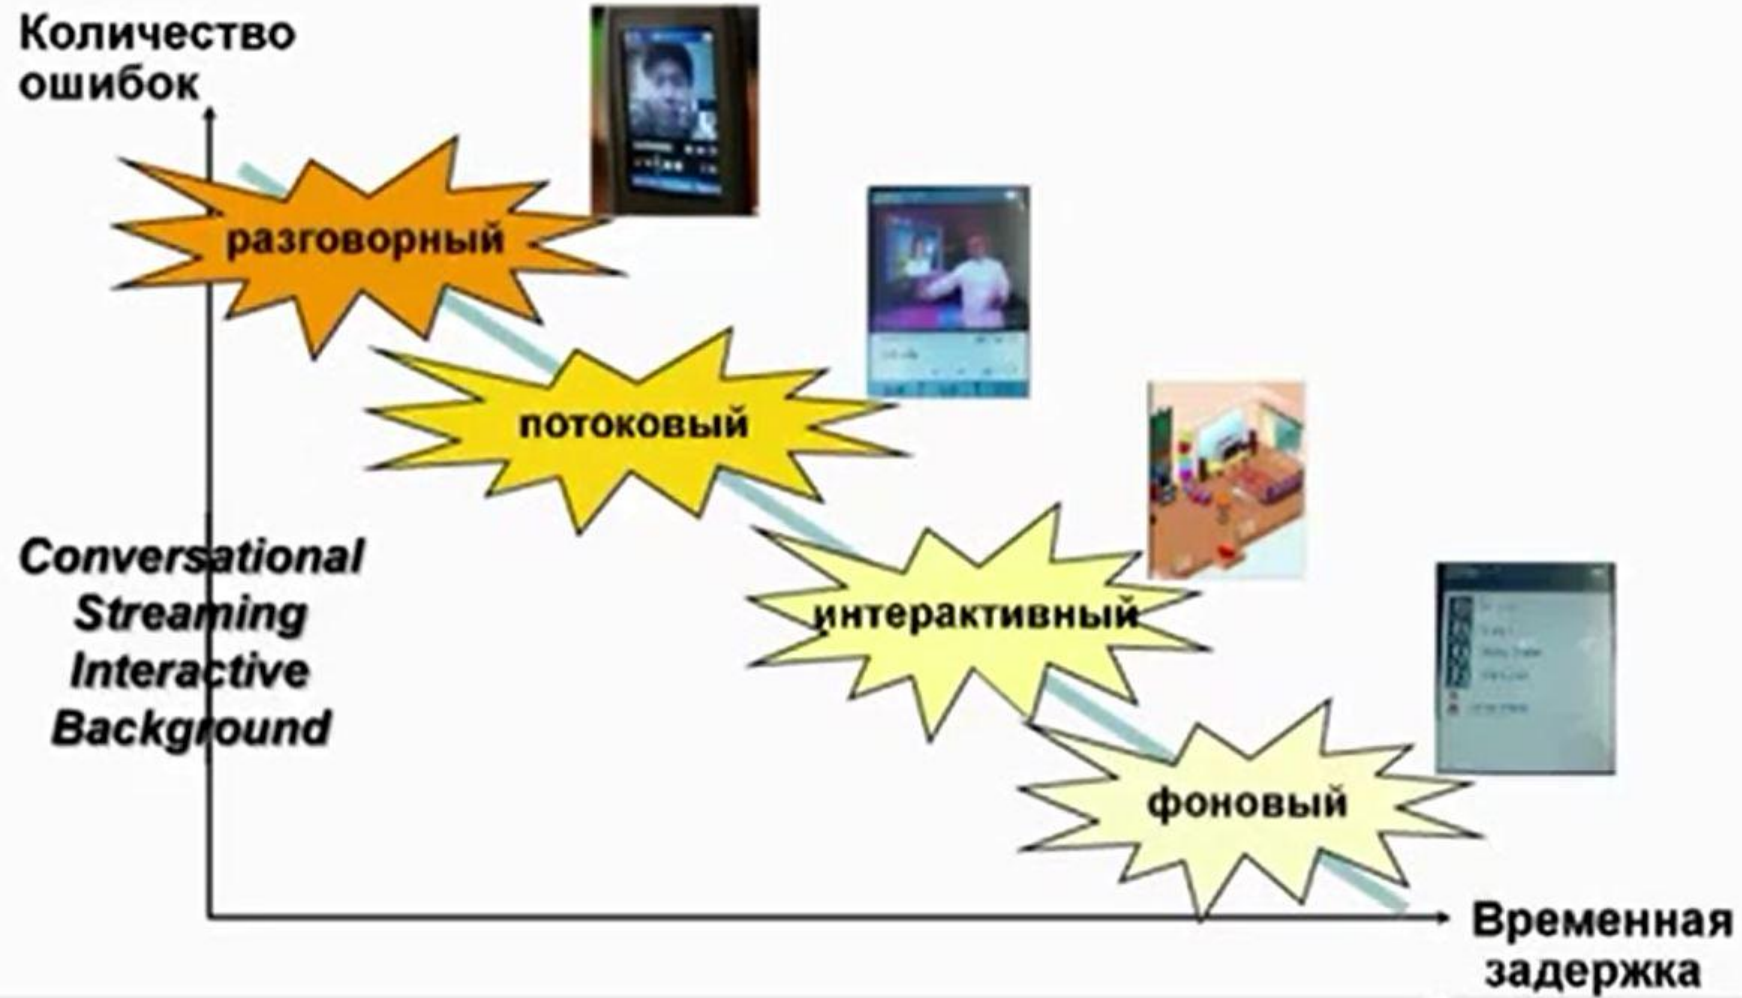 Количество
ошибок
разговорный
потоковый
Conversational
Streaming
Interactive
Background
интерактивный
фоновый
Временная
задержка